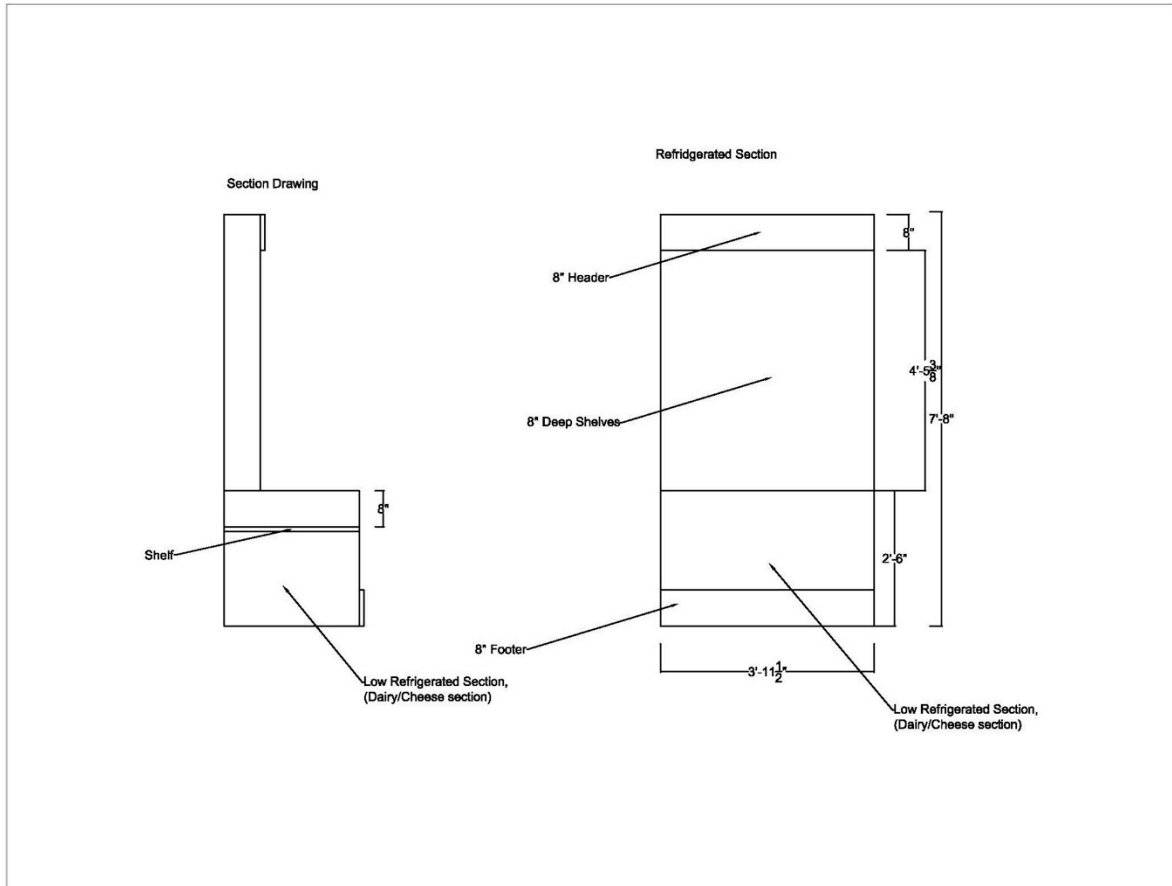 Refridgerated Section
Section Drawing
8"
8" Header
4'-5 3/8"
8" Deep Shelves
7'-8"
8"
Shelf
2'-6"
8" Footer
3'-11 1/2"
Low Refrigerated Section,
(Dairy/Cheese section)
Low Refrigerated Section,
(Dairy/Cheese section)